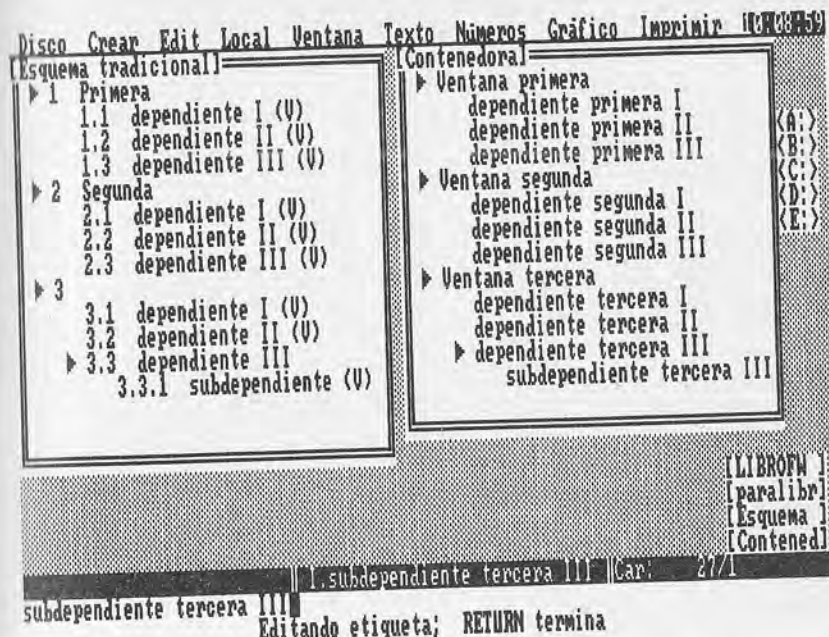 Disco Crear Edit Local Ventana Texto Números Gráfico Imprimir
[Esquema tradicional]
▶ 1 Primera
1.1 dependiente I (V)
1.2 dependiente II (V)
1.3 dependiente III (V)
▶ 2 Segunda
2.1 dependiente I (V)
2.2 dependiente II (V)
2.3 dependiente III (V)
▶ 3
3.1 dependiente I (V)
3.2 dependiente II (V)
▶ 3.3 dependiente III
3.3.1 subdependiente (V)
[Contenedora]
▶ Ventana primera
dependiente primera I
dependiente primera II
dependiente primera III
▶ Ventana segunda
dependiente segunda I
dependiente segunda II
dependiente segunda III
▶ Ventana tercera
dependiente tercera I
dependiente tercera II
▶ dependiente tercera III
subdependiente tercera III
<A:>
<B:>
<C:>
<D:>
<E:>
[LIBROFW ]
[paralibr]
[Esquema ]
[Contened]
1.subdependiente tercera III Car: 27/1
subdependiente tercera III
Editando etiqueta; RETURN termina